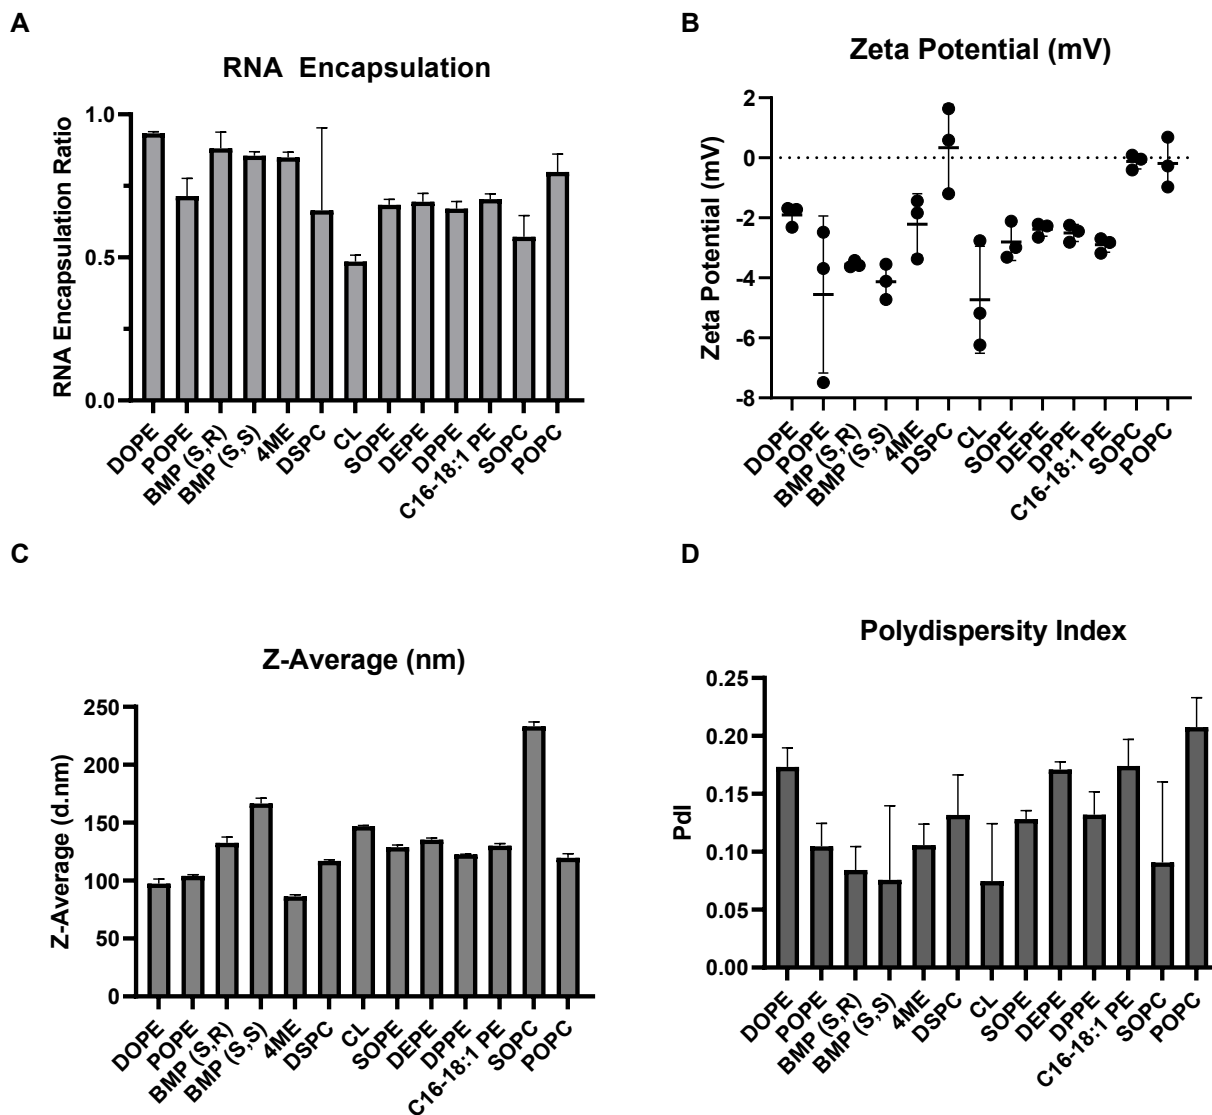 A
RNA Encapsulation
RNA Encapsulation Ratio
1.0
0.5
0.0
DOPE
POPE
BMP (S,R)
BMP (S,S)
4ME
DSPC
CL
SOPE
DEPE
DPPE
C16-18:1 PE
SOPC
POPC
B
Zeta Potential (mV)
Zeta Potential (mV)
2
0
-2
-4
-6
-8
DOPE
POPE
BMP (S,R)
BMP (S,S)
4ME
DSPC
CL
SOPE
DEPE
DPPE
C16-18:1 PE
SOPC
POPC
C
Z-Average (nm)
Z-Average (d.nm)
250
200
150
100
50
0
DOPE
POPE
BMP (S,R)
BMP (S,S)
4ME
DSPC
CL
SOPE
DEPE
DPPE
C16-18:1 PE
SOPC
POPC
D
Polydispersity Index
PdI
0.25
0.20
0.15
0.10
0.05
0.00
DOPE
POPE
BMP (S,R)
BMP (S,S)
4ME
DSPC
CL
SOPE
DEPE
DPPE
C16-18:1 PE
SOPC
POPC